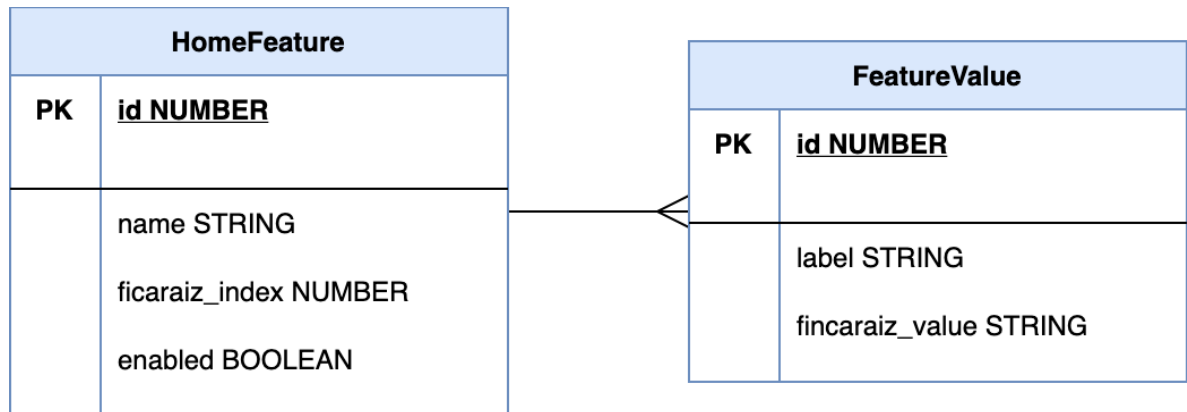 HomeFeature
PK id NUMBER
name STRING
ficaraiz_index NUMBER
enabled BOOLEAN
FeatureValue
PK id NUMBER
label STRING
fincaraiz_value STRING